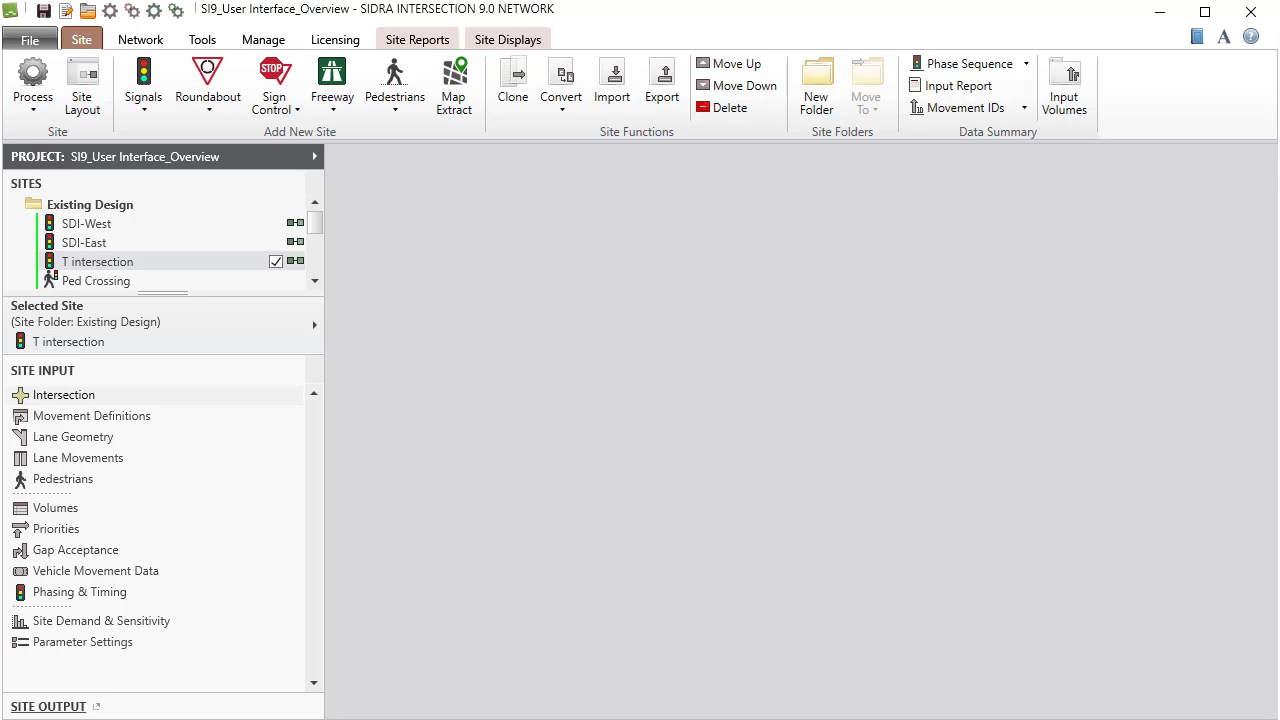 SI9_User Interface_Overview - SIDRA INTERSECTION 9.0 NETWORK
File Site Network Tools Manage Licensing Site Reports Site Displays
Process
Site Layout
Site
Signals
Roundabout
STOP
Sign Control
Freeway
Pedestrians
Map Extract
Add New Site
Clone
Convert
Import
Export
Move Up
Move Down
Delete
Site Functions
New Folder
Move To
Site Folders
Phase Sequence
Input Report
Movement IDs
Input Volumes
Data Summary
PROJECT: SI9_User Interface_Overview
SITES
Existing Design
SDI-West
SDI-East
T intersection
Ped Crossing
Selected Site
(Site Folder: Existing Design)
T intersection
SITE INPUT
Intersection
Movement Definitions
Lane Geometry
Lane Movements
Pedestrians
Volumes
Priorities
Gap Acceptance
Vehicle Movement Data
Phasing & Timing
Site Demand & Sensitivity
Parameter Settings
SITE OUTPUT